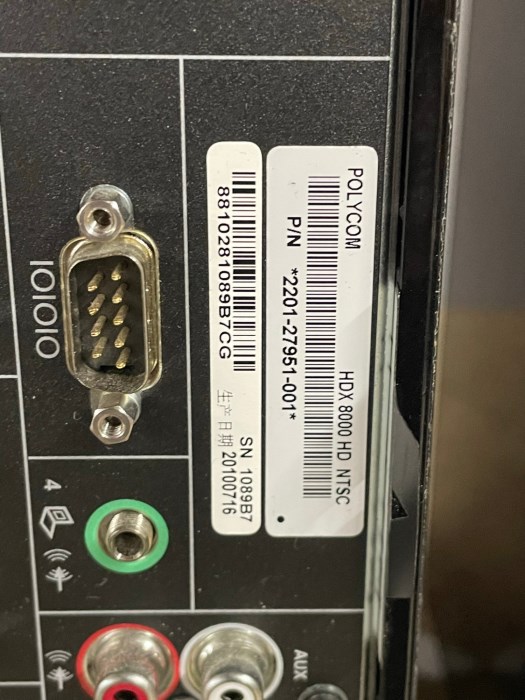 POLYCOM HDX 8000 HD NTSC
P/N *2201-27951-001*
8810281089B7CG
SN 1089B7
生产日期 20100716
IOIOIO
4
AUX